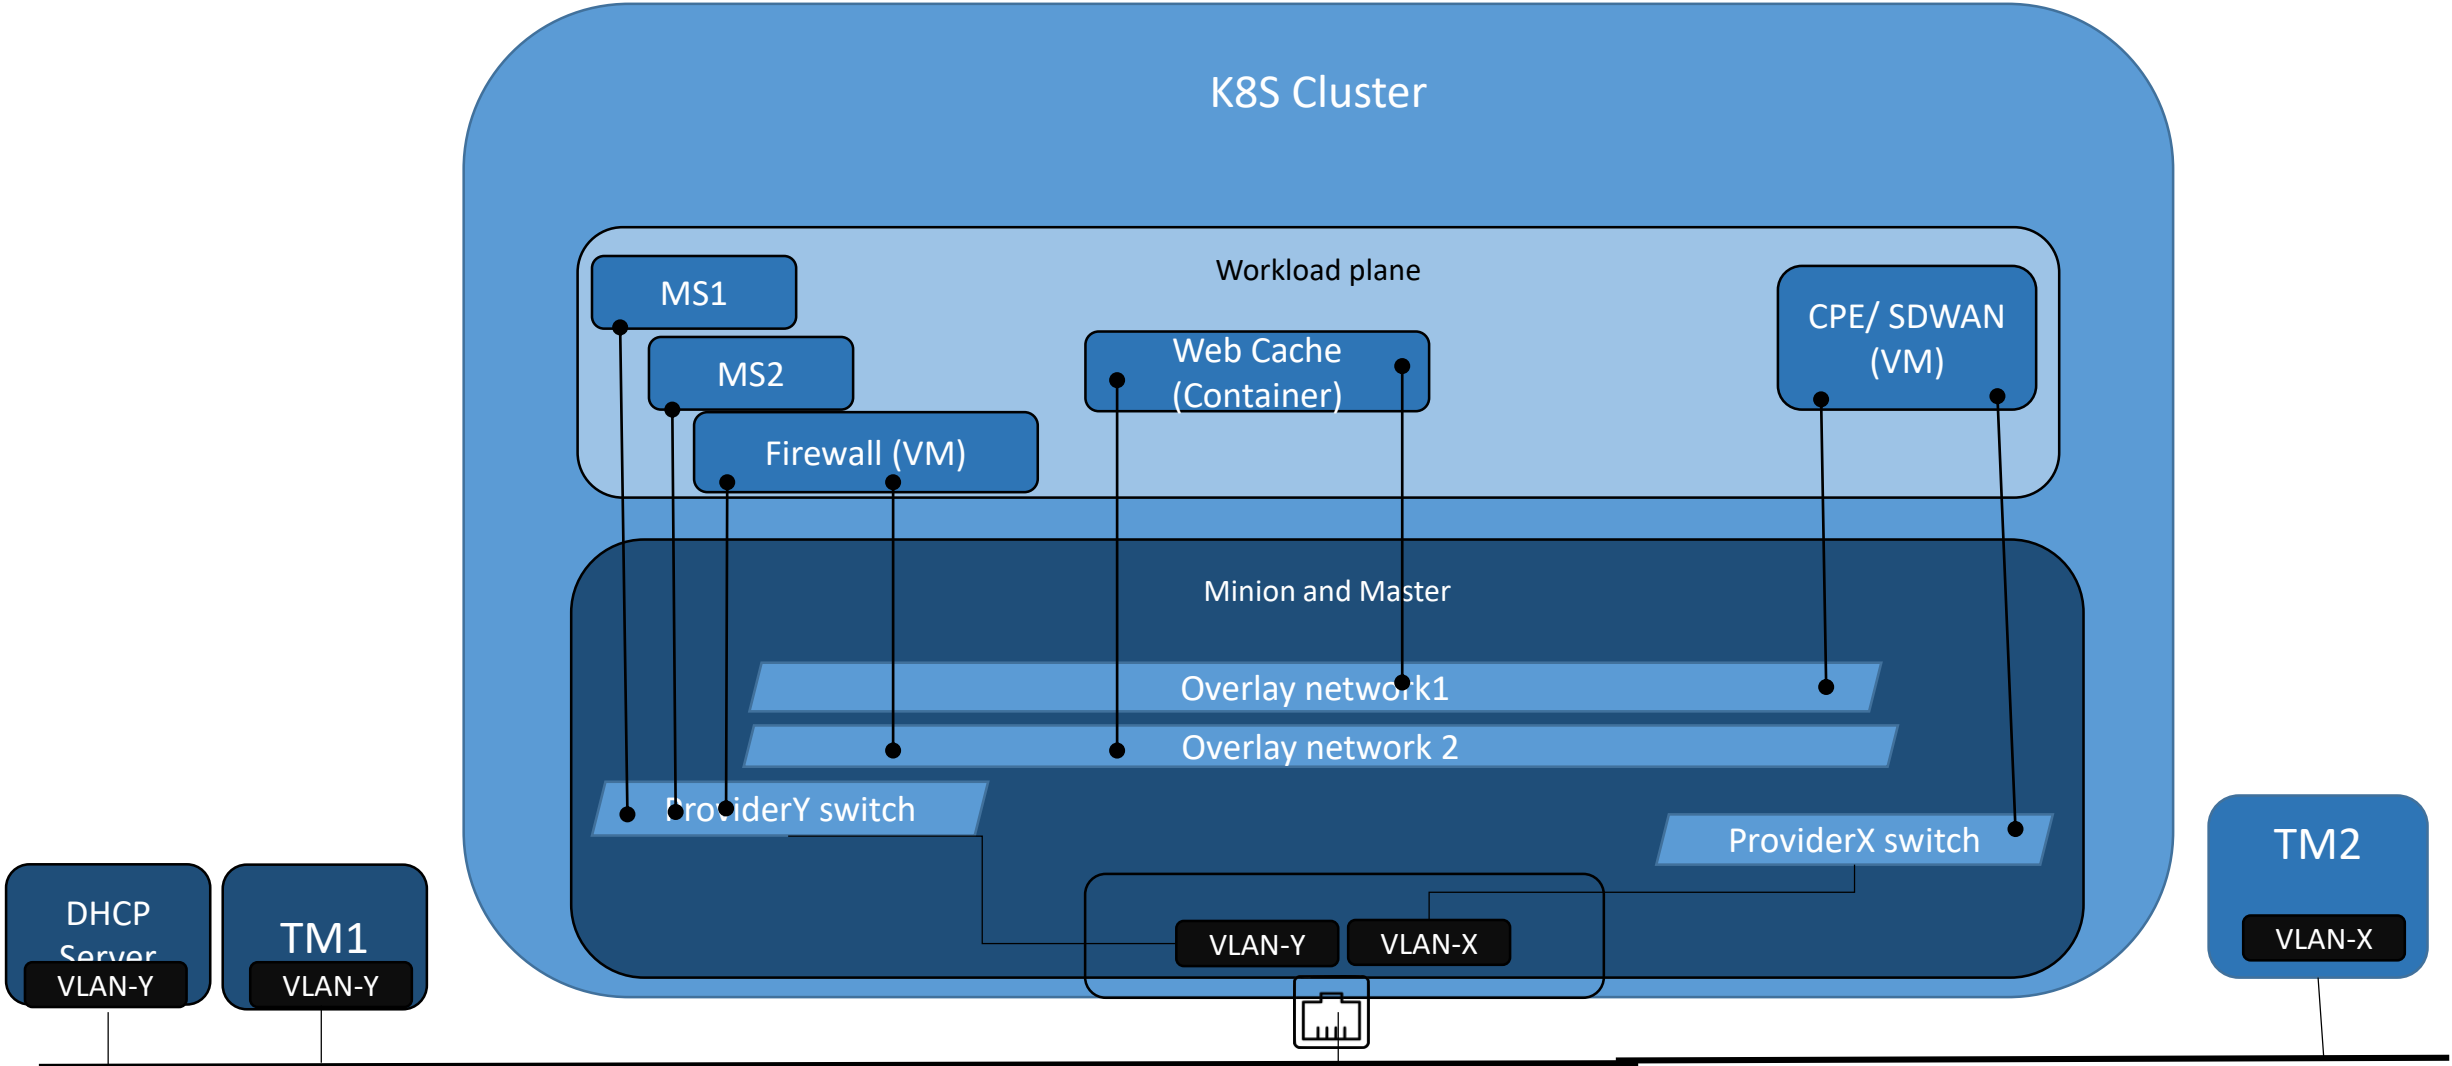 K8S Cluster
Workload plane
MS1
MS2
Firewall (VM)
Web Cache
(Container)
CPE/ SDWAN
(VM)
Minion and Master
Overlay network1
Overlay network 2
ProviderY switch
ProviderX switch
VLAN-Y
VLAN-X
DHCP
Server
VLAN-Y
TM1
VLAN-Y
TM2
VLAN-X